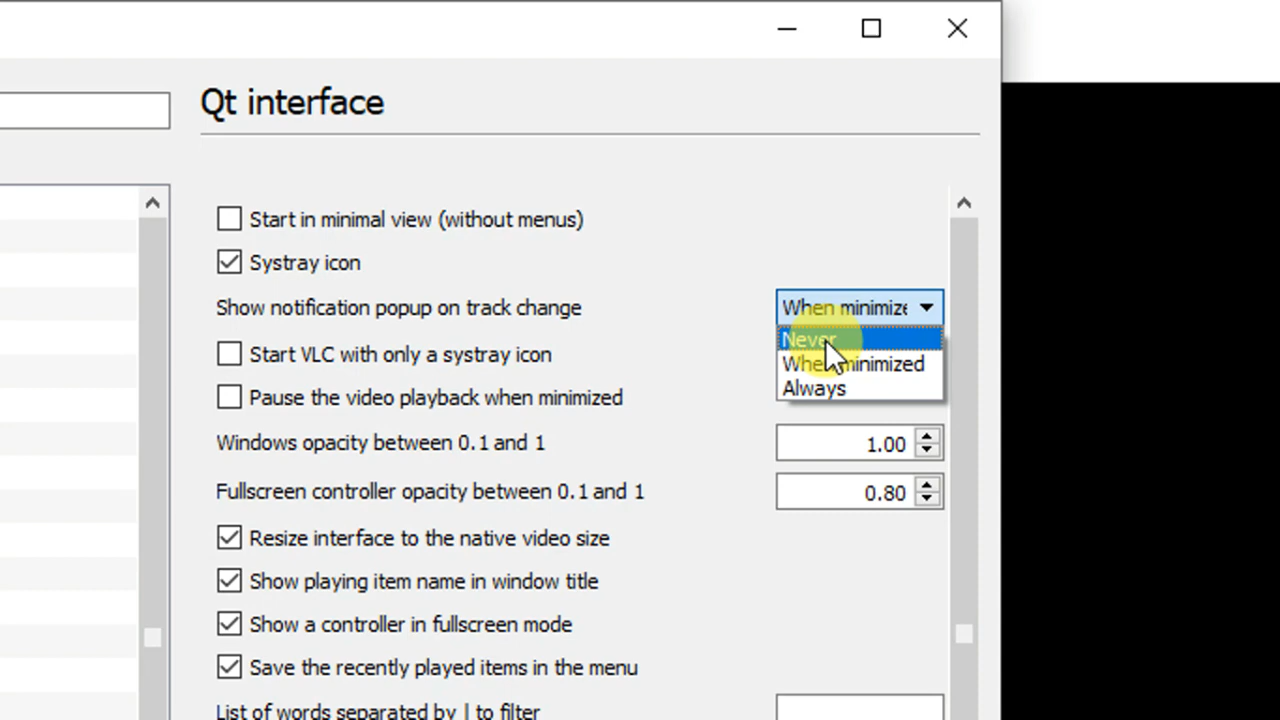 Qt interface
Start in minimal view (without menus)
Systray icon
Show notification popup on track change
When minimize
Never
When minimized
Always
Start VLC with only a systray icon
Pause the video playback when minimized
Windows opacity between 0.1 and 1
1.00
Fullscreen controller opacity between 0.1 and 1
0.80
Resize interface to the native video size
Show playing item name in window title
Show a controller in fullscreen mode
Save the recently played items in the menu
List of words separated by | to filter